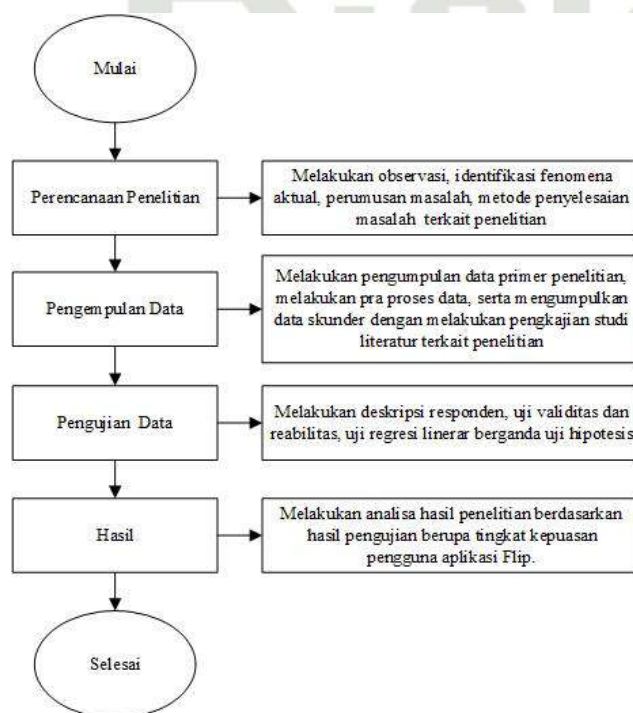 Mulai
Perencanaan Penelitian
Melakukan observasi, identifikasi fenomena
aktual, perumusan masalah, metode penyelesaian
masalah terkait penelitian
Pengempulan Data
Melakukan pengumpulan data primer penelitian,
melakukan pra proses data, serta mengumpulkan
data skunder dengan melakukan pengkajian studi
literatur terkait penelitian
Pengujian Data
Melakukan deskripsi responden, uji validitas dan
reabilitas, uji regresi linerar berganda uji hipotesis
Hasil
Melakukan analisa hasil penelitian berdasarkan
hasil pengujian berupa tingkat kepuasan
pengguna aplikasi Flip.
Selesai